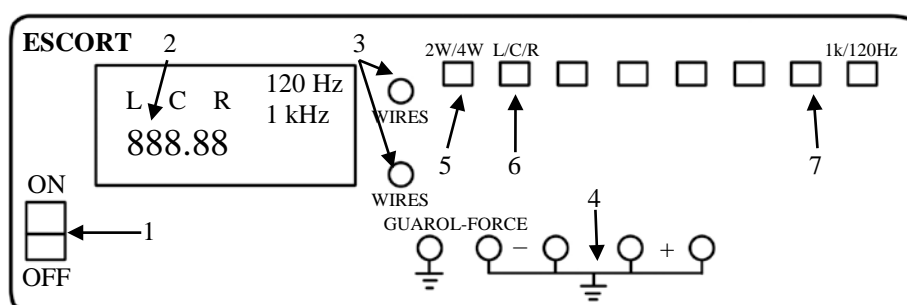 ESCORT 2 3 2W/4W L/C/R 1k/120Hz
120 Hz
L C R
1 kHz
WIRES
888.88
5 6 7
WIRES
ON
4
GUAROL-FORCE
1
– +
OFF